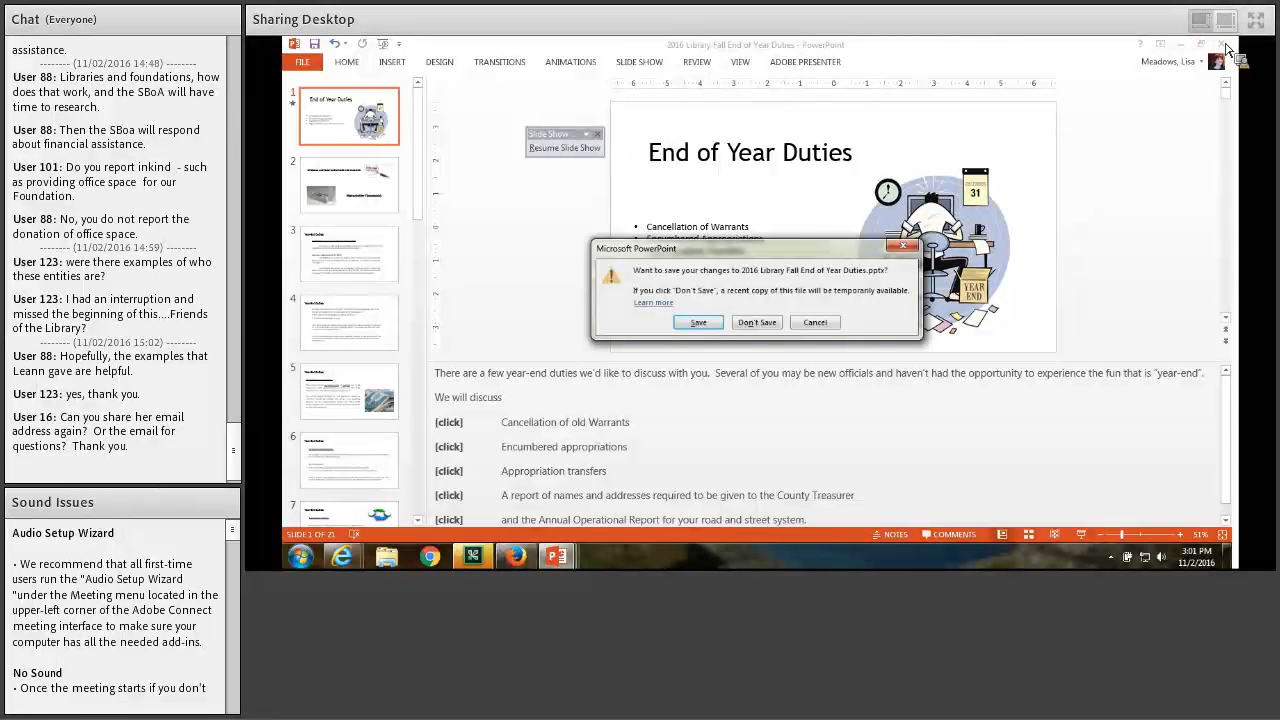 Chat (Everyone)
assistance.
-------- (11/02/2016 14:48) --------
User 88: Library and foundations, how
does that work, and the SBoA will have
time to research.
User 88: then the Sboa will respond
about financial assistance.
User 101: Do you report inkind - such
as providing office space for our
Foundation.
User 88: No, you do not report the
donation of office space.
-------- (11/02/2016 14:59) --------
User 123: Were there examples of who
User 123: I had an interruption and
missed the beginning of this....Friends
of the Library?
-------- (11/02/2016 15:02) --------
User 88: Hopefully, the examples that
LeAnn gave are helpful.
User 123: yes, thank you.
User 59: Can you share her email
address again? Or the email for
questions? Thank you.
Sound Issues
Audio Setup Wizard
• We recommend that all first-time
users run the "Audio Setup Wizard
"under the Meeting menu located in the
upper-left corner of the Adobe Connect
meeting interface to make sure your
computer has all the needed add-ins.
No Sound
• Once the meeting starts if you don't
Sharing Desktop
2016 Library Fall End of Year Duties - PowerPoint
FILE HOME INSERT DESIGN TRANSITIONS ANIMATIONS SLIDE SHOW REVIEW VIEW ADOBE PRESENTER
Meadows, Lisa
1
End of Year Duties
2
3
4
5
6
7
Slide Show
Resume Slide Show
End of Year Duties
• Cancellation of Warrants
• Encumbered Appropriations
31
YEAR
END
Microsoft PowerPoint
Want to save your changes to 2016 Library Fall End of Year Duties.pptx?
If you click "Don't Save", a recent copy of this file will be temporarily available.
Learn more
Save Don't Save Cancel
There are a few year-end duties we'd like to discuss with you. Several of you may be new officials and haven't had the opportunity to experience the fun that is "year-end".
We will discuss
[click] Cancellation of old Warrants
[click] Encumbered appropriations
[click] Appropriation transfers
[click] A report of names and addresses required to be given to the County Treasurer
[click] and the Annual Operational Report for your road and street system.
SLIDE 1 OF 21
NOTES COMMENTS 51%
3:01 PM
11/2/2016